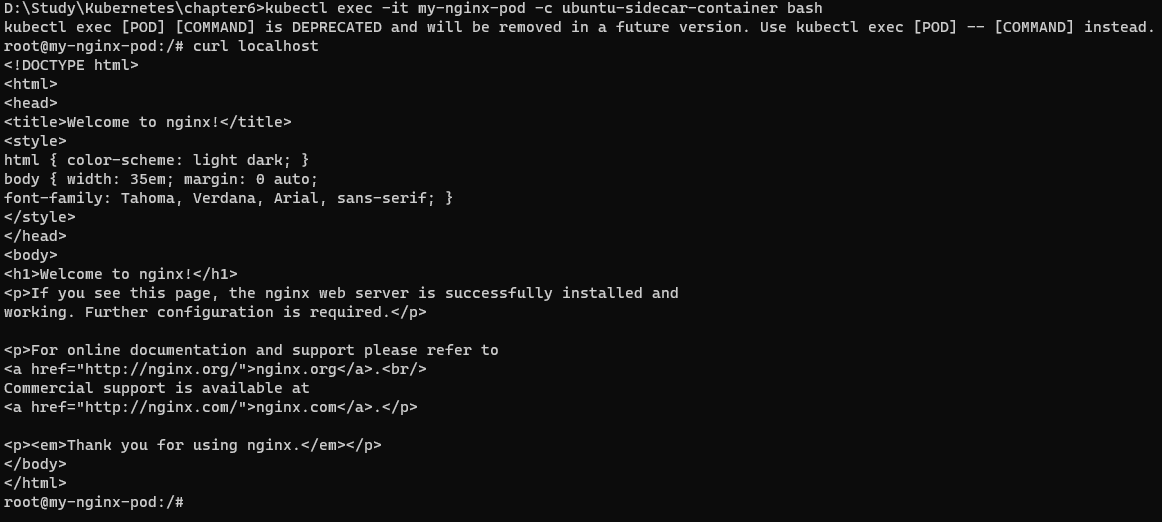 D:\Study\Kubernetes\chapter6>kubectl exec -it my-nginx-pod -c ubuntu-sidecar-container bash
kubectl exec [POD] [COMMAND] is DEPRECATED and will be removed in a future version. Use kubectl exec [POD] -- [COMMAND] instead.
root@my-nginx-pod:/# curl localhost
<!DOCTYPE html>
<html>
<head>
<title>Welcome to nginx!</title>
<style>
html { color-scheme: light dark; }
body { width: 35em; margin: 0 auto;
font-family: Tahoma, Verdana, Arial, sans-serif; }
</style>
</head>
<body>
<h1>Welcome to nginx!</h1>
<p>If you see this page, the nginx web server is successfully installed and
working. Further configuration is required.</p>

<p>For online documentation and support please refer to
<a href="http://nginx.org/">nginx.org</a>.<br/>
Commercial support is available at
<a href="http://nginx.com/">nginx.com</a>.</p>

<p><em>Thank you for using nginx.</em></p>
</body>
</html>
root@my-nginx-pod:/#